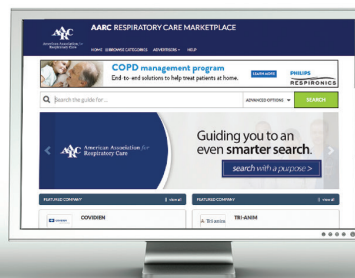 AARC RESPIRATORY CARE MARKETPLACE
American Association for
Respiratory Care
HOME BROWSE CATEGORIES ADVERTISERS HELP
COPD management program
End-to-end solutions to help treat patients at home.
LEARN MORE
PHILIPS
RESPIRONICS
Search the guide for ...
ADVANCED OPTIONS
SEARCH
American Association for
Respiratory Care
Guiding you to an
even smarter search.
search with a purpose >
FEATURED COMPANY
view all
FEATURED COMPANY
view all
COVIDIEN
TRI-ANIM